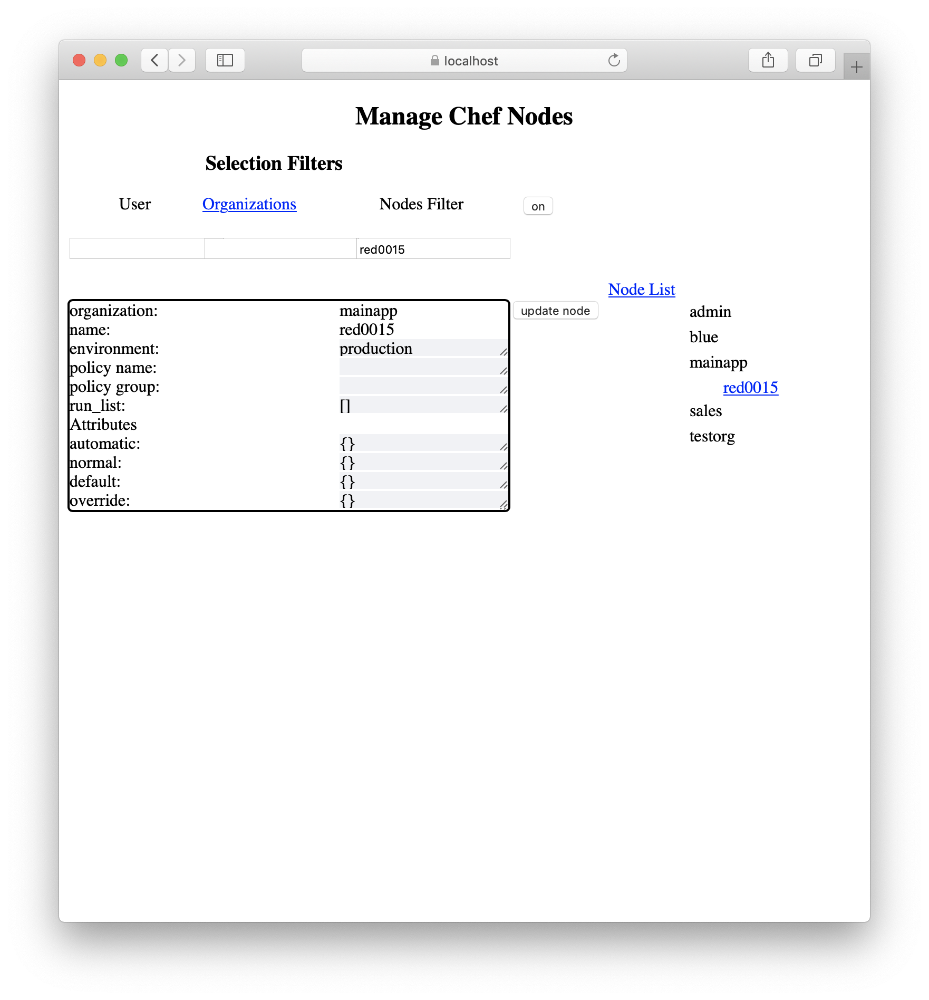 localhost
Manage Chef Nodes
Selection Filters
User Organizations Nodes Filter on
red0015
Node List
organization: mainapp update node admin
name: red0015
environment: production blue
policy name: mainapp
policy group: red0015
run_list: [] sales
Attributes
automatic: {} testorg
normal: {}
default: {}
override: {}